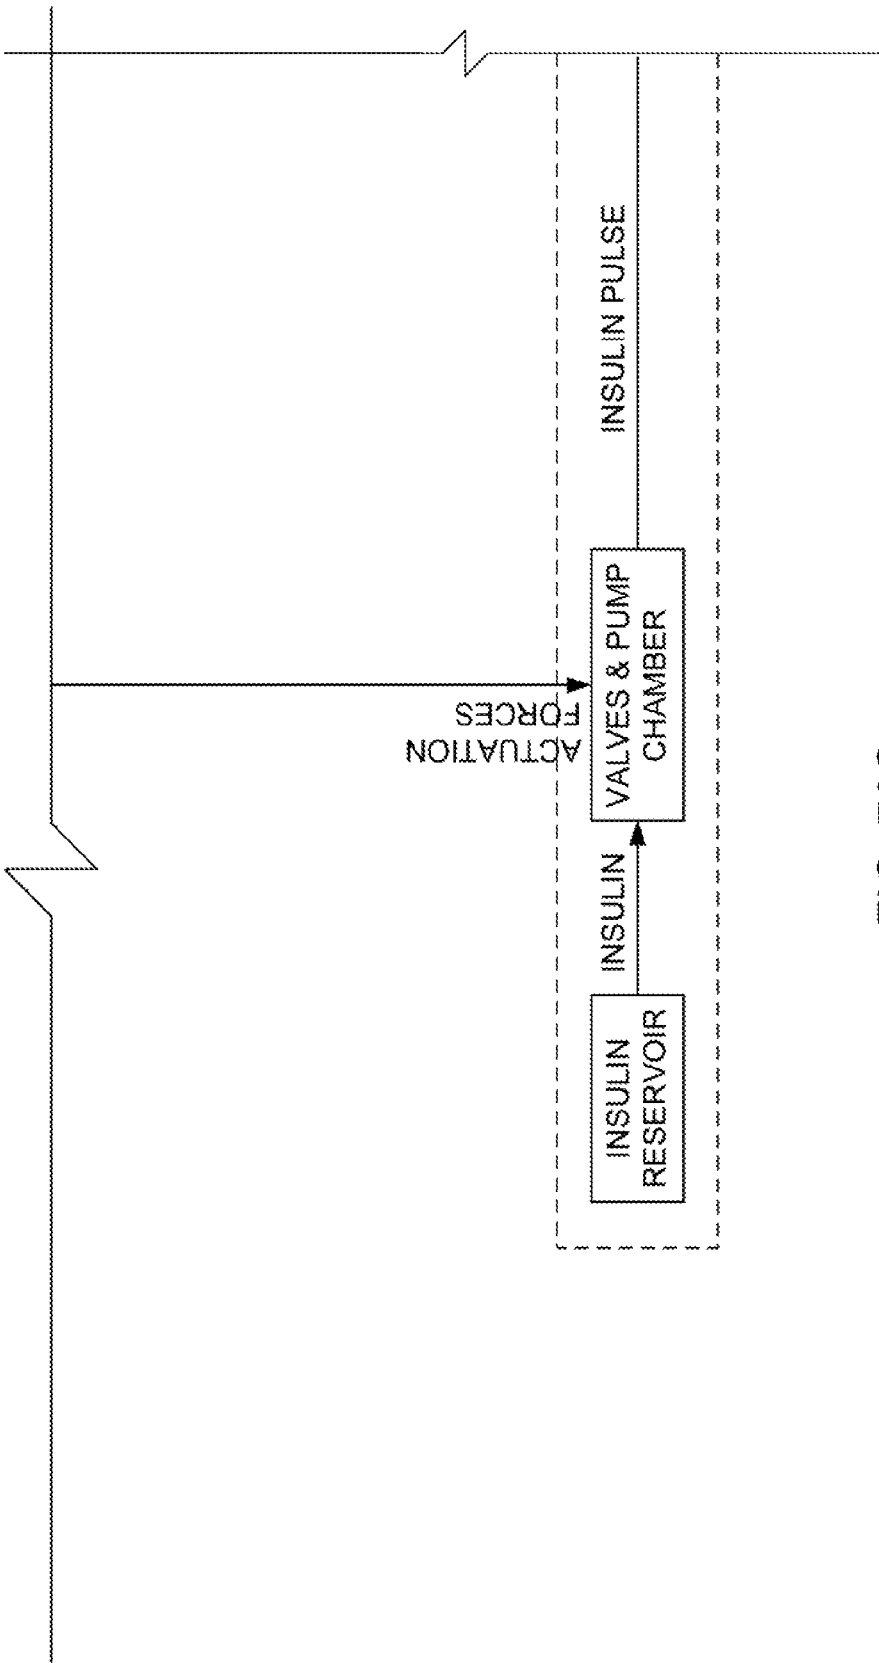 ACTUATION
FORCES
INSULIN
RESERVOIR
INSULIN
VALVES & PUMP
CHAMBER
INSULIN PULSE